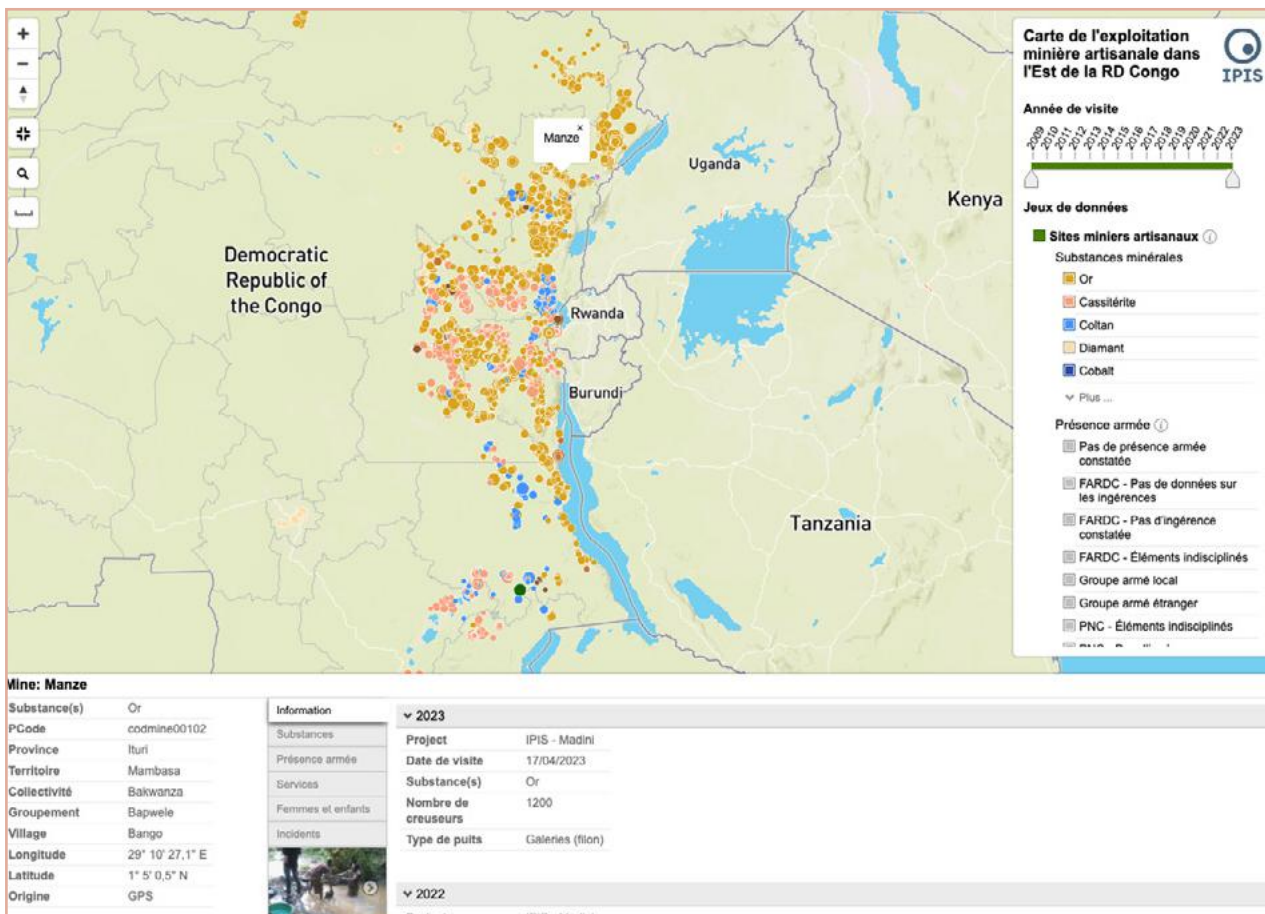 Manze
×
Uganda
Kenya
Democratic
Republic of
the Congo
Rwanda
Burundi
Tanzania
Carte de l'exploitation
minière artisanale dans
l'Est de la RD Congo
IPIS
Année de visite
2009
2010
2011
2012
2013
2014
2015
2016
2017
2018
2019
2020
2021
2022
2023
Jeux de données
Sites miniers artisanaux
Substances minérales
Or
Cassitérite
Coltan
Diamant
Cobalt
Plus ...
Présence armée
Pas de présence armée
constatée
FARDC - Pas de données sur
les ingérences
FARDC - Pas d'ingérence
constatée
FARDC - Éléments indisciplinés
Groupe armé local
Groupe armé étranger
PNC - Éléments indisciplinés
Mine: Manze
Substance(s) Or
PCode codmine00102
Province Ituri
Territoire Mambasa
Collectivité Bakwanza
Groupement Bapwele
Village Bango
Longitude 29° 10' 27,1" E
Latitude 1° 5' 0,5" N
Origine GPS
Information
Substances
Présence armée
Services
Femmes et enfants
Incidents
2023
Project IPIS - Madini
Date de visite 17/04/2023
Substance(s) Or
Nombre de 1200
creuseurs
Type de puits Galeries (filon)
2022